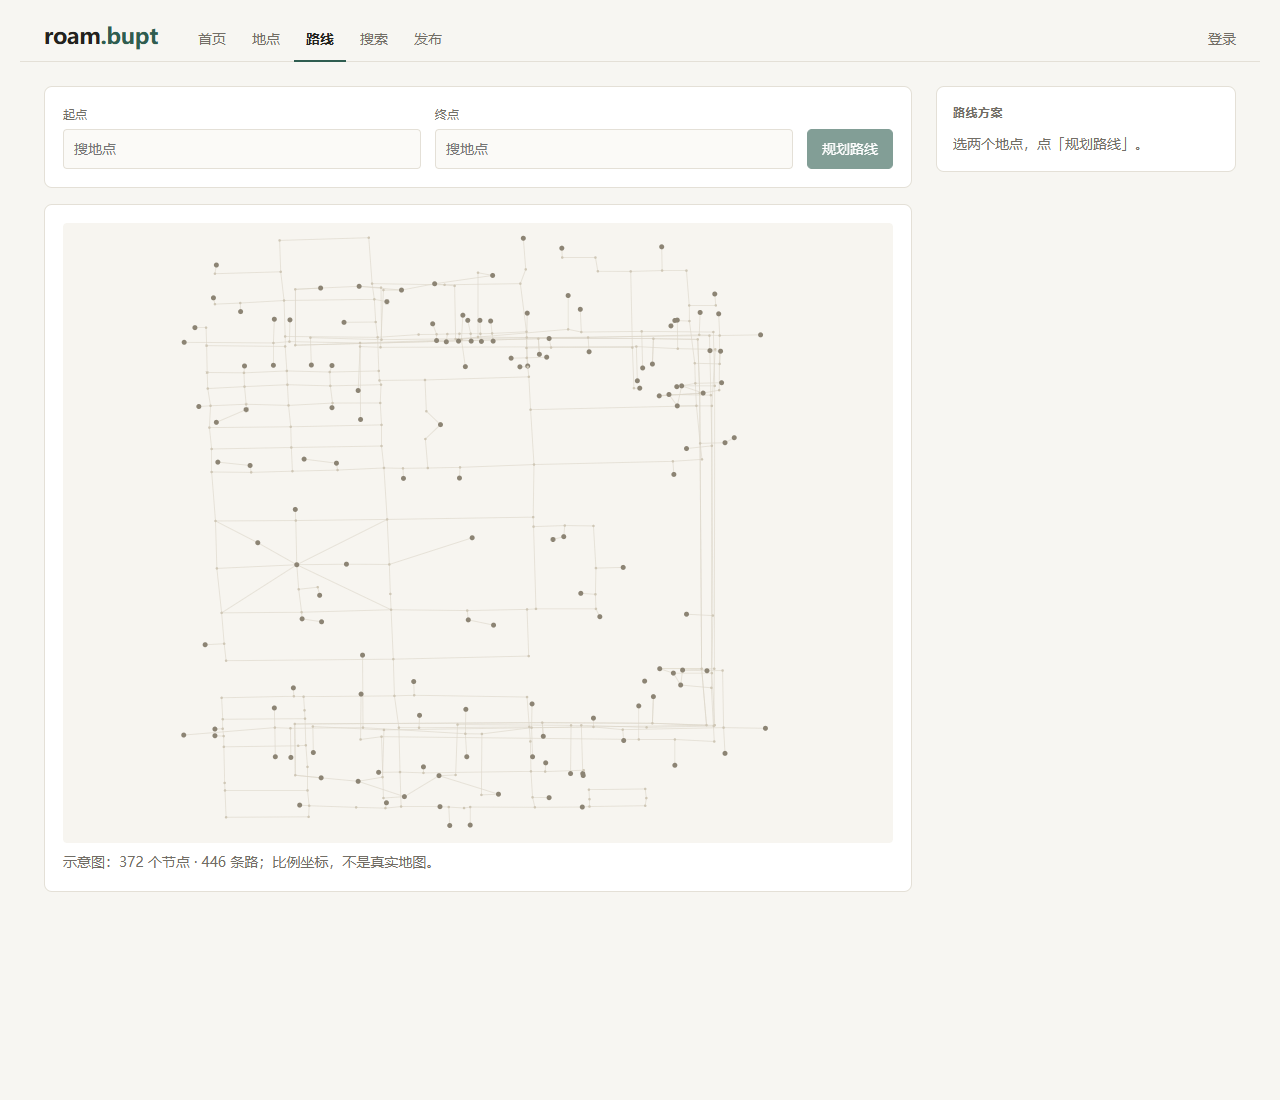 roam.bupt
首页 地点 路线 搜索 发布
登录
起点
终点
搜地点
搜地点
规划路线
路线方案
选两个地点，点「规划路线」。
示意图：372 个节点 · 446 条路；比例坐标，不是真实地图。